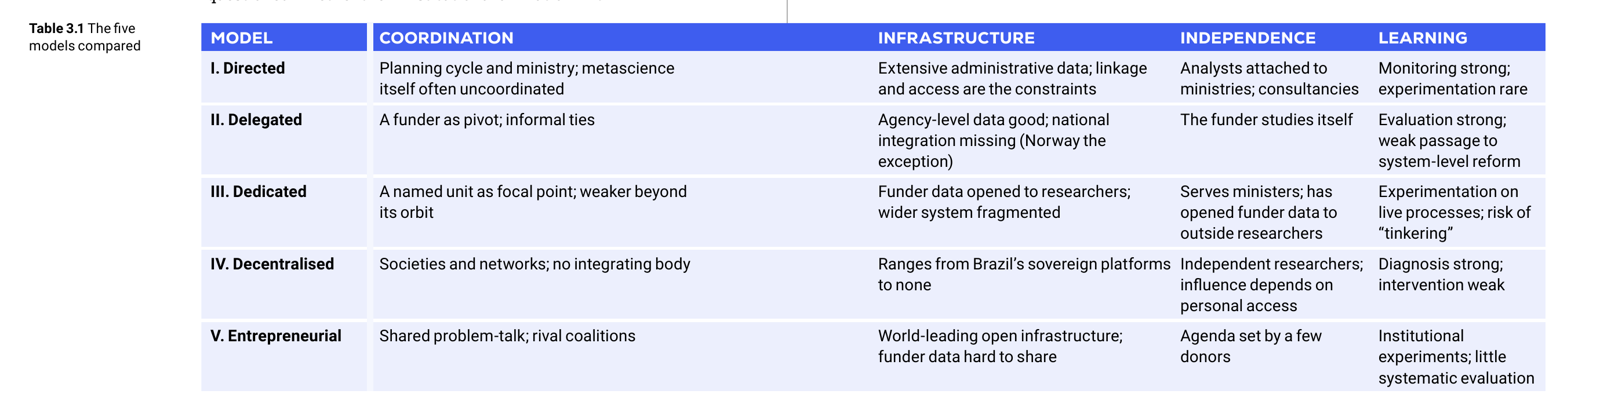 Table 3.1 The five
models compared
MODEL COORDINATION INFRASTRUCTURE INDEPENDENCE LEARNING
I. Directed Planning cycle and ministry; metascience Extensive administrative data; linkage Analysts attached to Monitoring strong;
itself often uncoordinated and access are the constraints ministries; consultancies experimentation rare
II. Delegated A funder as pivot; informal ties Agency-level data good; national The funder studies itself Evaluation strong;
integration missing (Norway the weak passage to
exception) system-level reform
III. Dedicated A named unit as focal point; weaker beyond Funder data opened to researchers; Serves ministers; has Experimentation on
its orbit wider system fragmented opened funder data to live processes; risk of
outside researchers “tinkering”
IV. Decentralised Societies and networks; no integrating body Ranges from Brazil’s sovereign platforms Independent researchers; Diagnosis strong;
to none influence depends on intervention weak
personal access
V. Entrepreneurial Shared problem-talk; rival coalitions World-leading open infrastructure; Agenda set by a few Institutional
funder data hard to share donors experiments; little
systematic evaluation